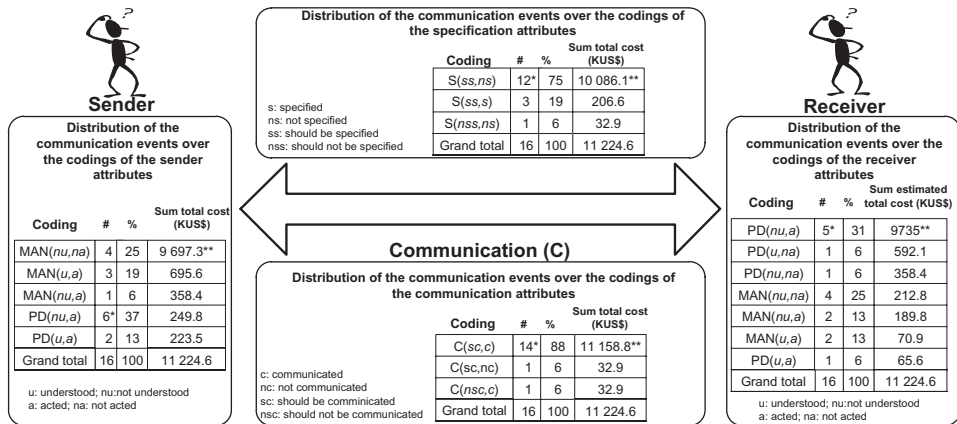 ?
Sender
Distribution of the
communication events over
the codings of the sender
attributes
Coding # % Sum total cost (KUS$)
MAN(nu,na) 4 25 9 697.3**
MAN(u,a) 3 19 695.6
MAN(nu,a) 1 6 358.4
PD(nu,a) 6* 37 249.8
PD(u,a) 2 13 223.5
Grand total 16 100 11 224.6
u: understood; nu:not understood
a: acted; na: not acted
Distribution of the communication events over the codings of
the specification attributes
Coding # % Sum total cost (KUS$)
S(ss,ns) 12* 75 10 086.1**
S(ss,s) 3 19 206.6
S(nss,ns) 1 6 32.9
Grand total 16 100 11 224.6
s: specified
ns: not specified
ss: should be specified
nss: should not be specified
Communication (C)
Distribution of the communication events over the codings of
the communication attributes
Coding # % Sum total cost (KUS$)
C(sc,c) 14* 88 11 158.8**
C(sc,nc) 1 6 32.9
C(nsc,c) 1 6 32.9
Grand total 16 100 11 224.6
c: communicated
nc: not communicated
sc: should be comminicated
nsc: should not be communicated
?
Receiver
Distribution of the
communication events over the
codings of the receiver
attributes
Coding # % Sum estimated total cost (KUS$)
PD(nu,a) 5* 31 9735**
PD(u,na) 1 6 592.1
PD(nu,na) 1 6 358.4
MAN(nu,na) 4 25 212.8
MAN(nu,a) 2 13 189.8
MAN(u,a) 2 13 70.9
PD(u,a) 1 6 65.6
Grand total 16 100 11 224.6
u: understood; nu:not understood
a: acted; na: not acted